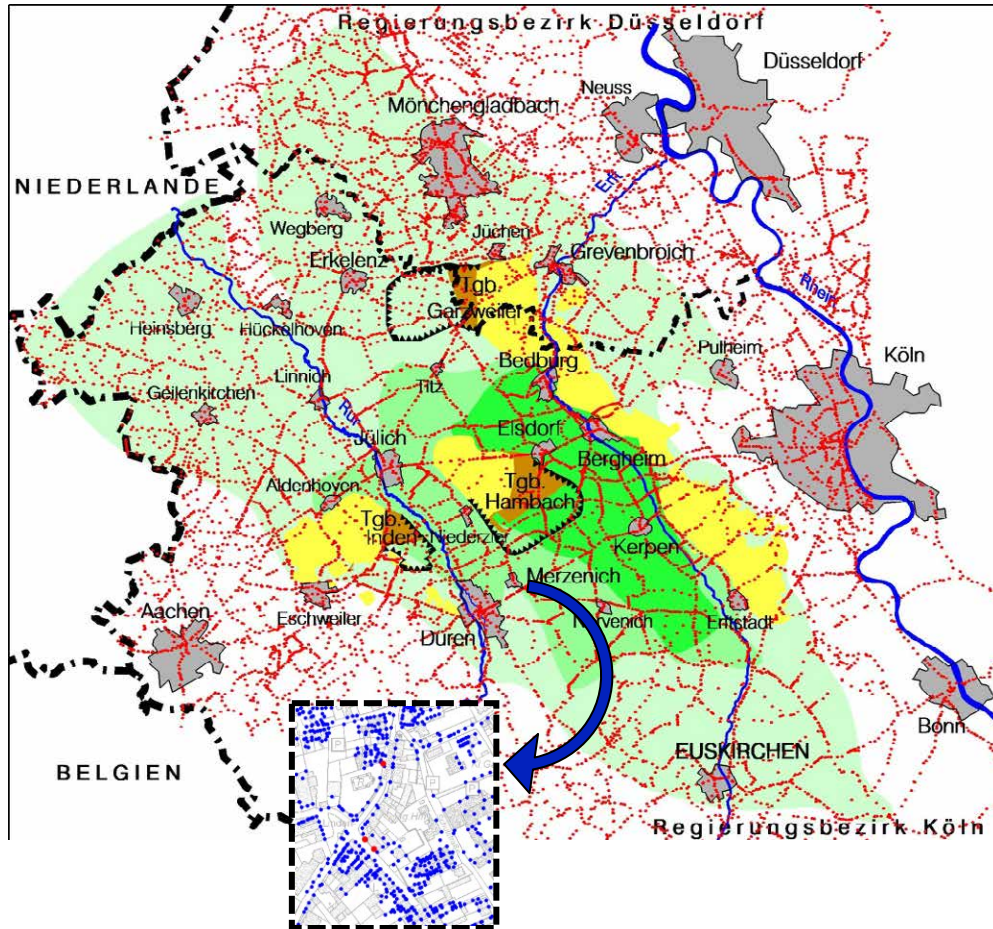 Regierungsbezirk Düsseldorf
Düsseldorf
Neuss
Mönchengladbach
Erft
NIEDERLANDE
Wegberg
Jüchen
Erkelenz
Grevenbroich
Tgb.
Garzweiler
Rhein
Heinsberg
Hückelhoven
Bedburg
Pulheim
Köln
Linnich
Titz
Geilenkirchen
Rur
Elsdorf
Jülich
Bergheim
Tgb.
Hambach
Aldenhoven
Tgb.
Inden
Niederzier
Kerpen
Merzenich
Aachen
Eschweiler
Düren
Erftstadt
Bonn
EUSKIRCHEN
BELGIEN
Regierungsbezirk Köln